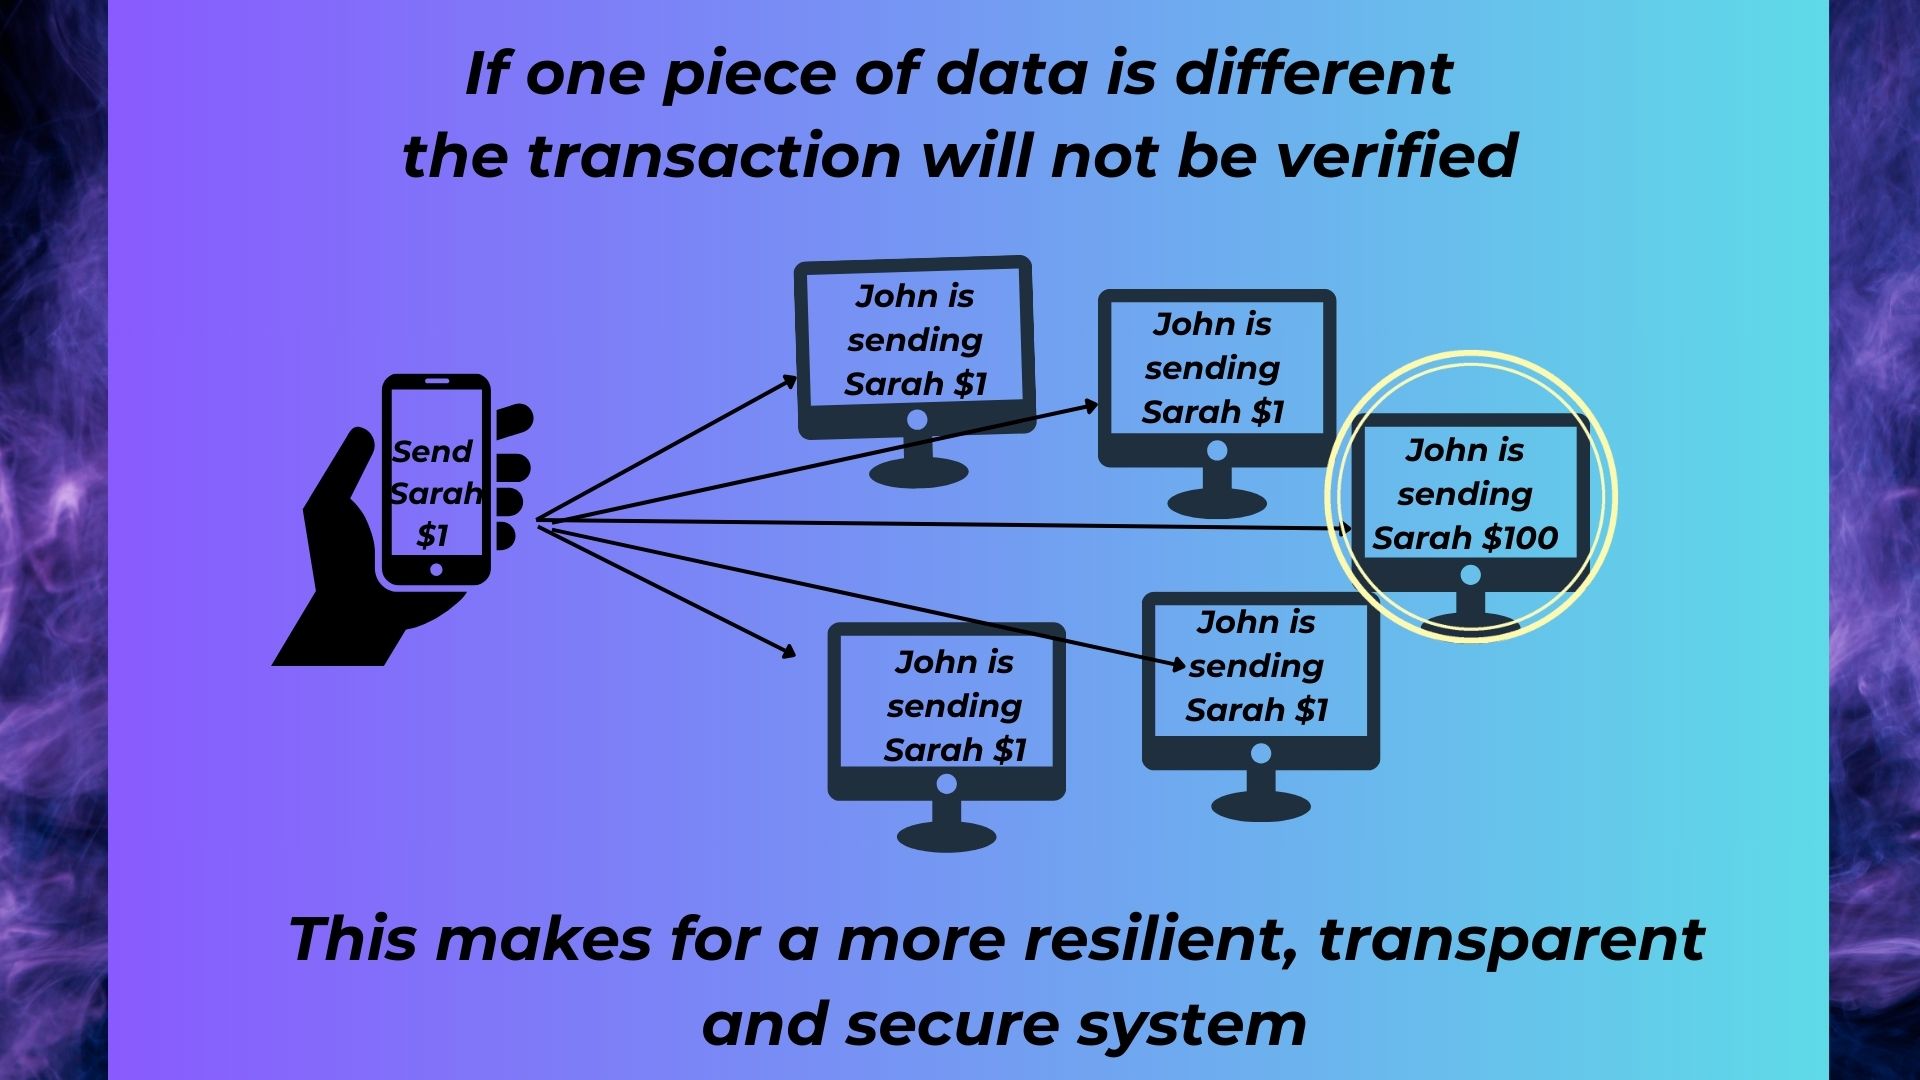 If one piece of data is different
the transaction will not be verified
Send
Sarah
$1
John is
sending
Sarah $1
John is
sending
Sarah $1
John is
sending
Sarah $100
John is
sending
Sarah $1
John is
sending
Sarah $1
This makes for a more resilient, transparent
and secure system